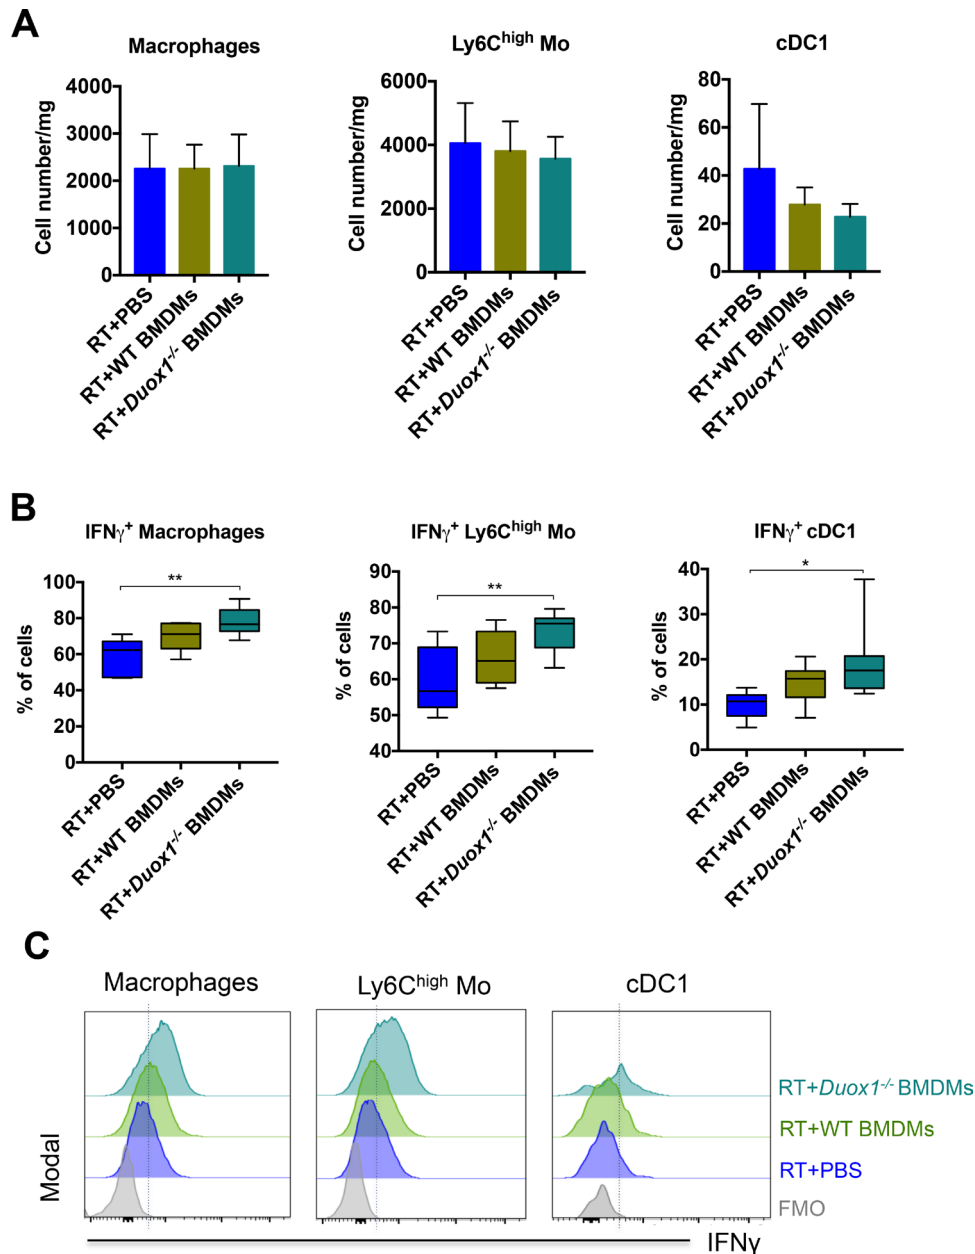 A
Macrophages
Cell number/mg
4000
3000
2000
1000
0
RT+PBS
RT+WT BMDMs
RT+Duox1-/- BMDMs
Ly6Chigh Mo
Cell number/mg
6000
4000
2000
0
RT+PBS
RT+WT BMDMs
RT+Duox1-/- BMDMs
cDC1
Cell number/mg
80
60
40
20
0
RT+PBS
RT+WT BMDMs
RT+Duox1-/- BMDMs
B
IFNγ+ Macrophages
% of cells
100
80
60
40
20
0
**
RT+PBS
RT+WT BMDMs
RT+Duox1-/- BMDMs
IFNγ+ Ly6Chigh Mo
% of cells
90
80
70
60
50
40
**
RT+PBS
RT+WT BMDMs
RT+Duox1-/- BMDMs
IFNγ+ cDC1
% of cells
40
30
20
10
0
*
RT+PBS
RT+WT BMDMs
RT+Duox1-/- BMDMs
C
Macrophages
Ly6Chigh Mo
cDC1
Modal
RT+Duox1-/- BMDMs
RT+WT BMDMs
RT+PBS
FMO
IFNγ